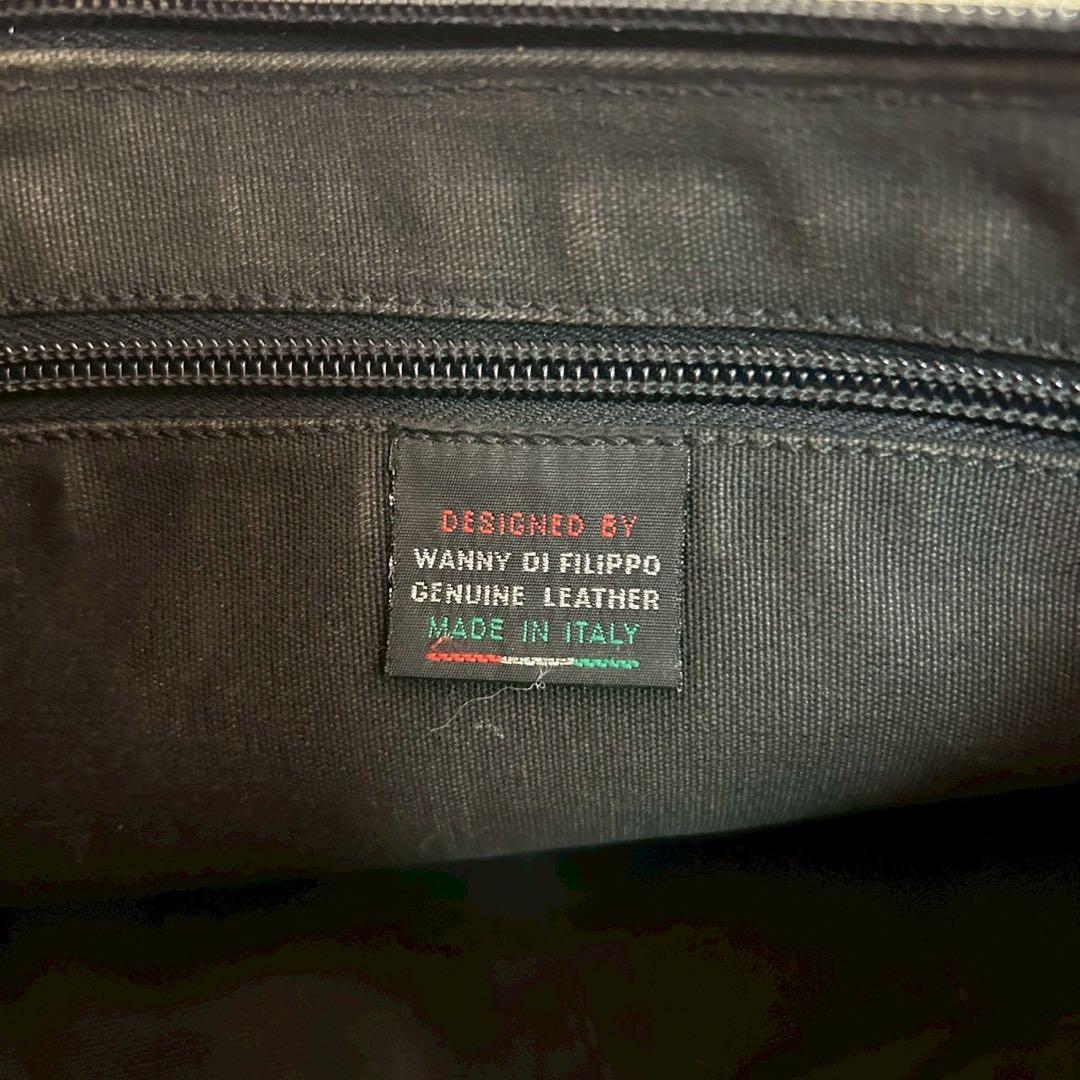 DESIGNED BY
WANNY DI FILIPPO
GENUINE LEATHER
MADE IN ITALY